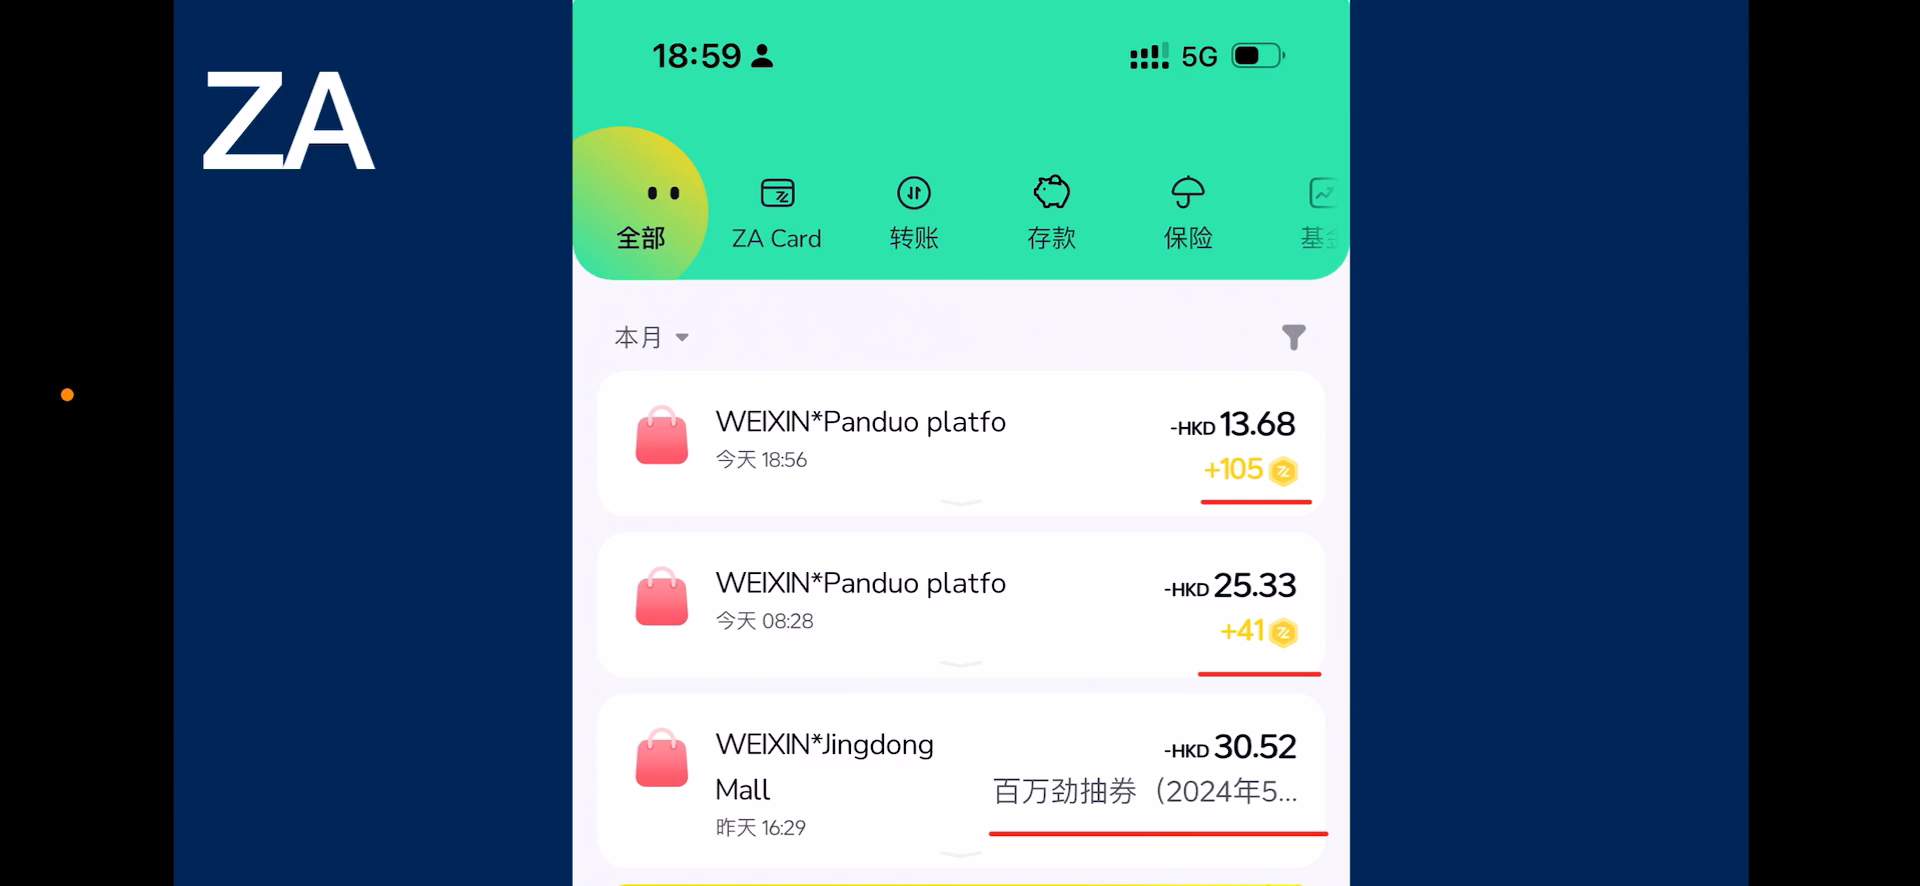 ZA
18:59
5G
全部
ZA Card
转账
存款
保险
基金
本月
WEIXIN*Panduo platfo
-HKD 13.68
今天 18:56
+105
WEIXIN*Panduo platfo
-HKD 25.33
今天 08:28
+41
WEIXIN*Jingdong
Mall
-HKD 30.52
百万劲抽券（2024年5...
昨天 16:29